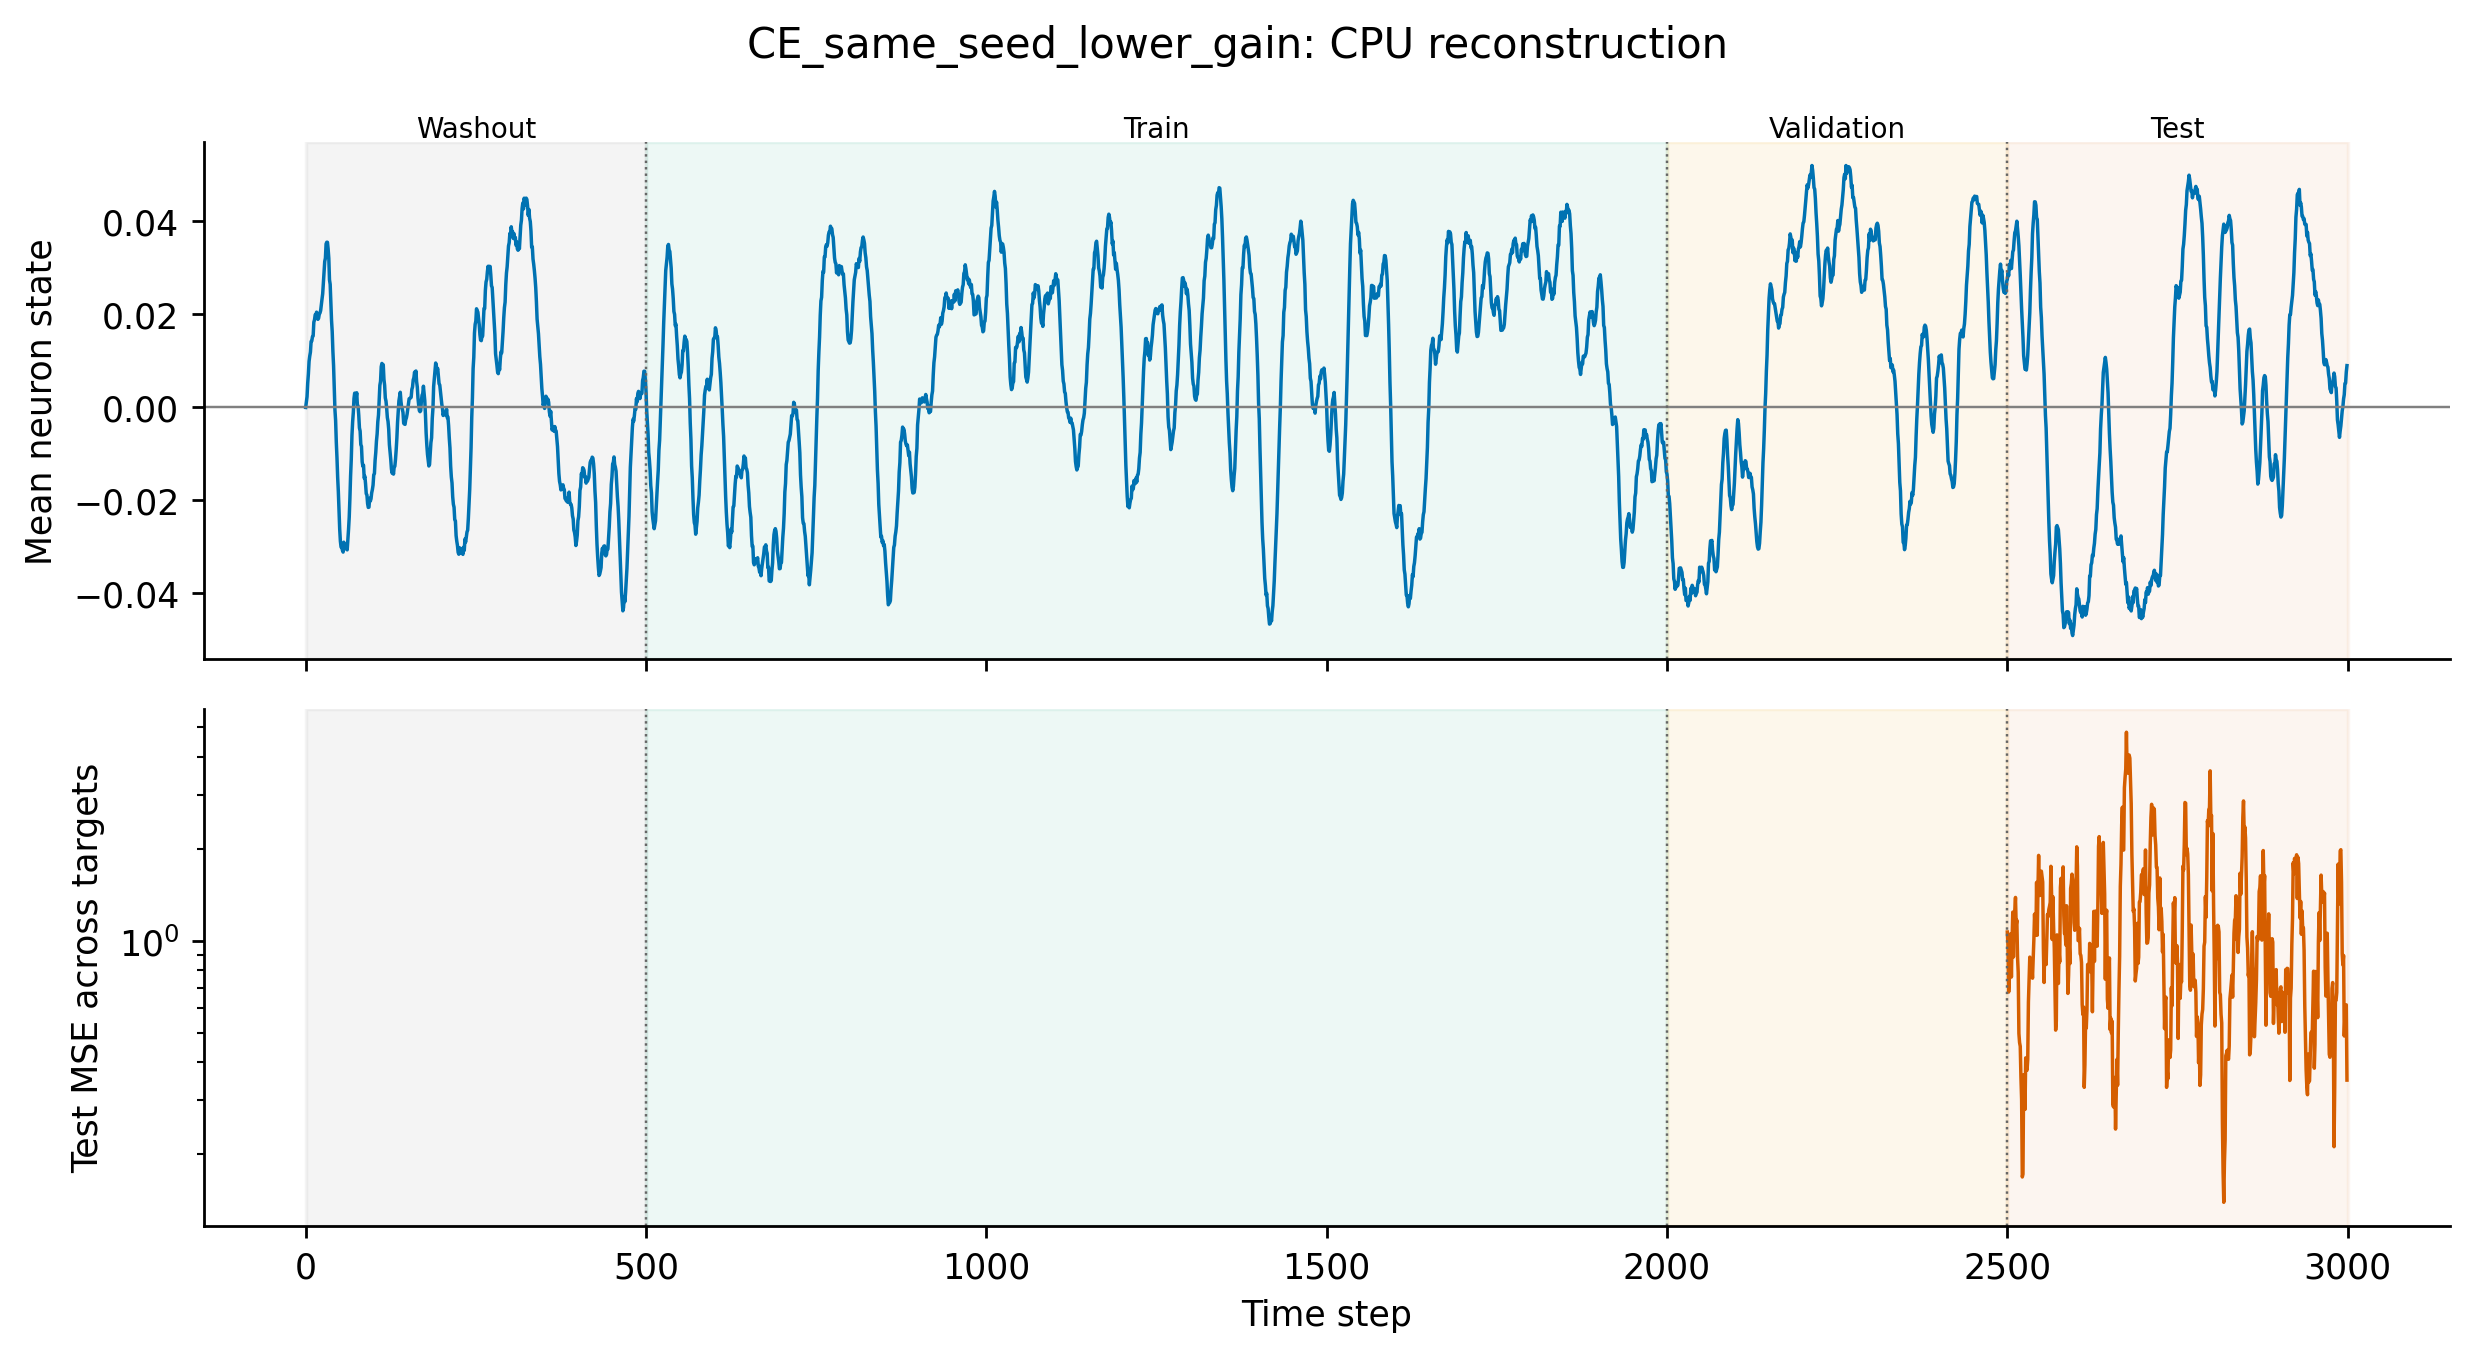 CE_same_seed_lower_gain: CPU reconstruction
Washout
Train
Validation
Test
Mean neuron state
0.04
0.02
0.00
−0.02
−0.04
Test MSE across targets
10⁰
0
500
1000
1500
2000
2500
3000
Time step